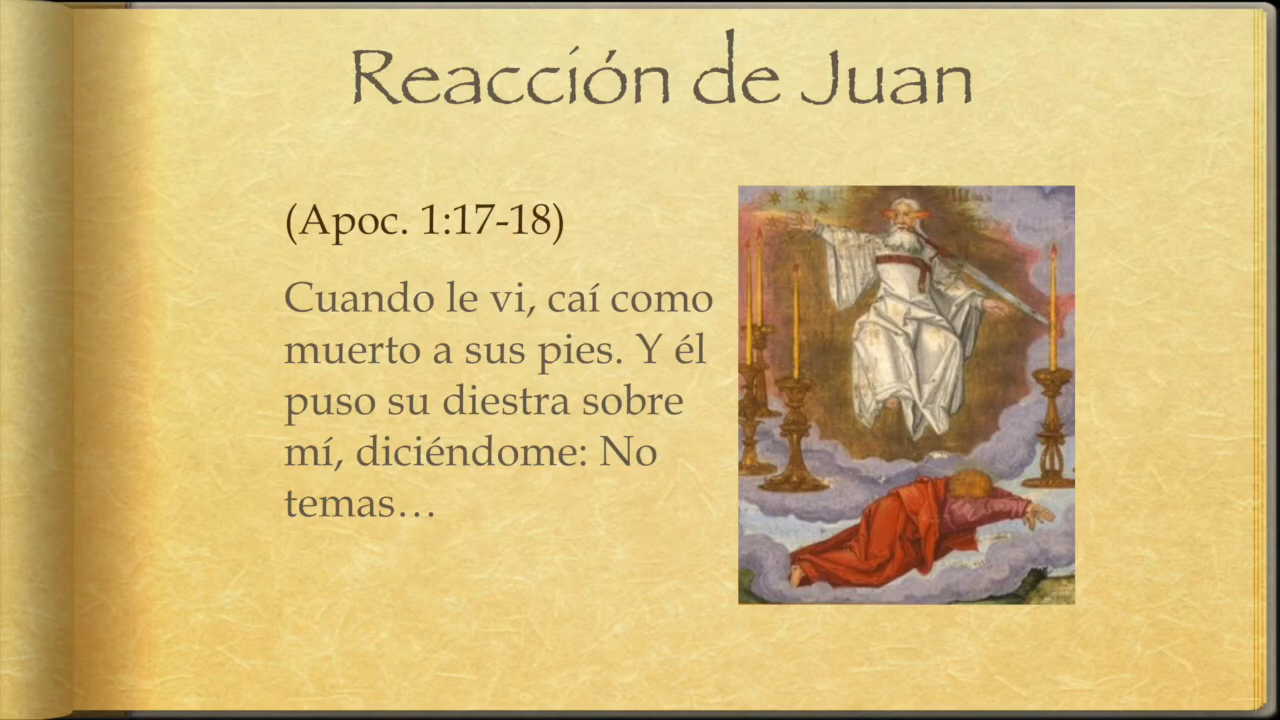 Reacción de Juan
(Apoc. 1:17-18)
Cuando le vi, caí como
muerto a sus pies. Y él
puso su diestra sobre
mí, diciéndome: No
temas…